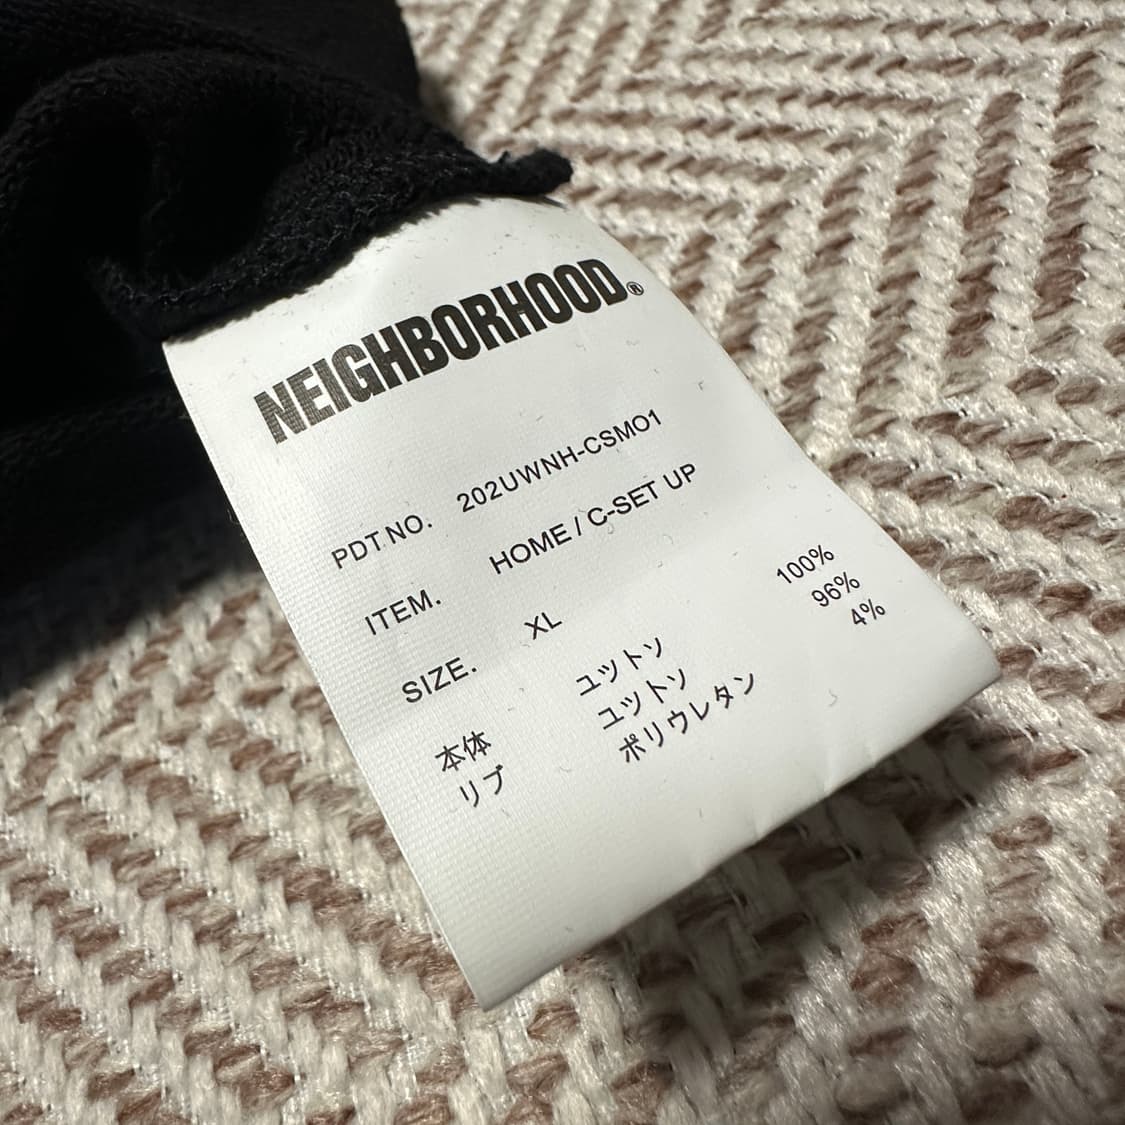 NEIGHBORHOOD®
PDT NO. 202UWNH-CSM01
ITEM. HOME / C-SET UP
SIZE. XL
本体 ユットソ 100%
リブ ユットソ 96%
ポリウレタン 4%